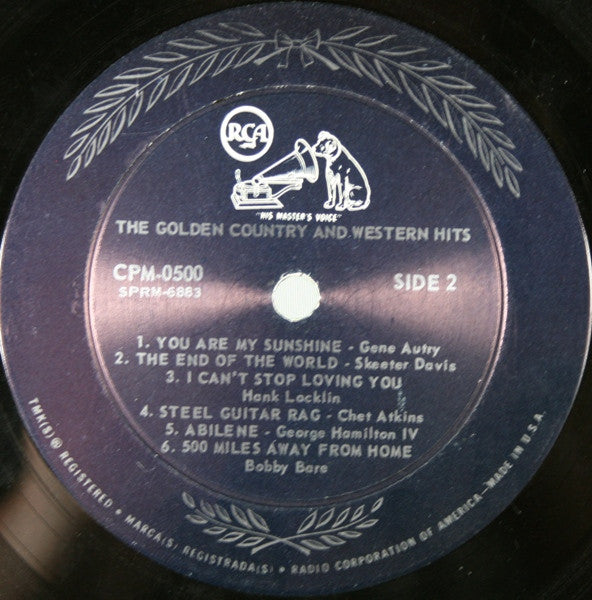 RCA
"HIS MASTER'S VOICE"
THE GOLDEN COUNTRY AND WESTERN HITS
CPM-0500
SPRM-6883
SIDE 2
1. YOU ARE MY SUNSHINE - Gene Autry
2. THE END OF THE WORLD - Skeeter Davis
3. I CAN'T STOP LOVING YOU
Hank Locklin
4. STEEL GUITAR RAG - Chet Atkins
5. ABILENE - George Hamilton IV
6. 500 MILES AWAY FROM HOME
Bobby Bare
TMK(S) ® REGISTERED • MARCA(S) REGISTRADA(S) • RADIO CORPORATION OF AMERICA-MADE IN U.S.A.